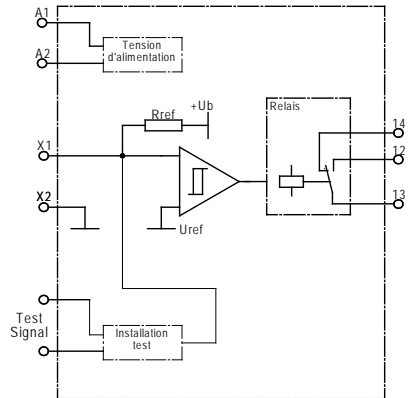 A1
Tension
d'alimentation
A2
+Ub
Rref
Relais
14
X1
12
X2
13
Uref
Test
Signal
Installation
test